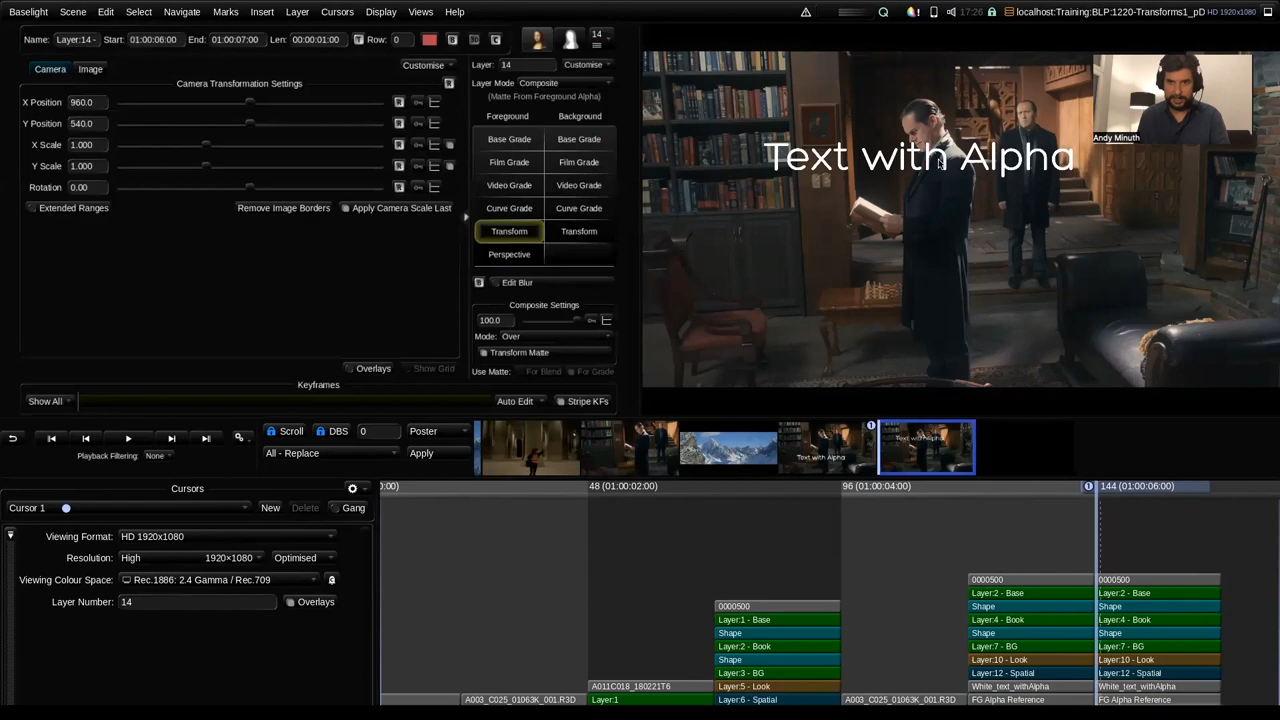 Baselight Scene Edit Select Navigate Marks Insert Layer Cursors Display Views Help 17:26 localhost:Training:BLP:1220-Transforms1_pD HD 1920x1080
Name: Layer:14 - Start: 01:00:06:00 End: 01:00:07:00 Len: 00:00:01:00 T Row: 0
14
Camera Image Customise
Layer: 14 Customise
Camera Transformation Settings R
Layer Mode Composite
(Matte From Foreground Alpha)
X Position 960.0 R
Y Position 540.0 R
X Scale 1.000 R
Y Scale 1.000 R
Rotation 0.00 R
Extended Ranges Remove Image Borders Apply Camera Scale Last
Foreground Background
Base Grade Base Grade
Film Grade Film Grade
Video Grade Video Grade
Curve Grade Curve Grade
Transform Transform
Perspective
Edit Blur
Composite Settings
100.0
Mode: Over
Transform Matte
Use Matte: For Blend For Grade
Overlays Show Grid
Keyframes
Show All Auto Edit Stripe KFs
Andy Minuth
Text with Alpha
Scroll DBS 0 Poster
Playback Filtering: None All - Replace Apply
Text with Alpha
Text with Alpha
Cursors
Cursor 1 New Delete Gang
Viewing Format: HD 1920x1080
Resolution: High 1920×1080 Optimised
Viewing Colour Space: Rec.1886: 2.4 Gamma / Rec.709
Layer Number: 14 Overlays
0:00) 48 (01:00:02:00) 96 (01:00:04:00) 1 144 (01:00:06:00)
0000500 0000500
Layer:2 - Base Layer:2 - Base
0000500 Shape Shape
Layer:1 - Base Layer:4 - Book Layer:4 - Book
Shape Shape Shape
Layer:2 - Book Layer:7 - BG Layer:7 - BG
Shape Layer:10 - Look Layer:10 - Look
Layer:3 - BG Layer:12 - Spatial Layer:12 - Spatial
A011C018_180221T6 Layer:5 - Look White_text_withAlpha White_text_withAlpha
A003_C025_01063K_001.R3D Layer:1 Layer:6 - Spatial A003_C025_01063K_001.R3D FG Alpha Reference FG Alpha Reference